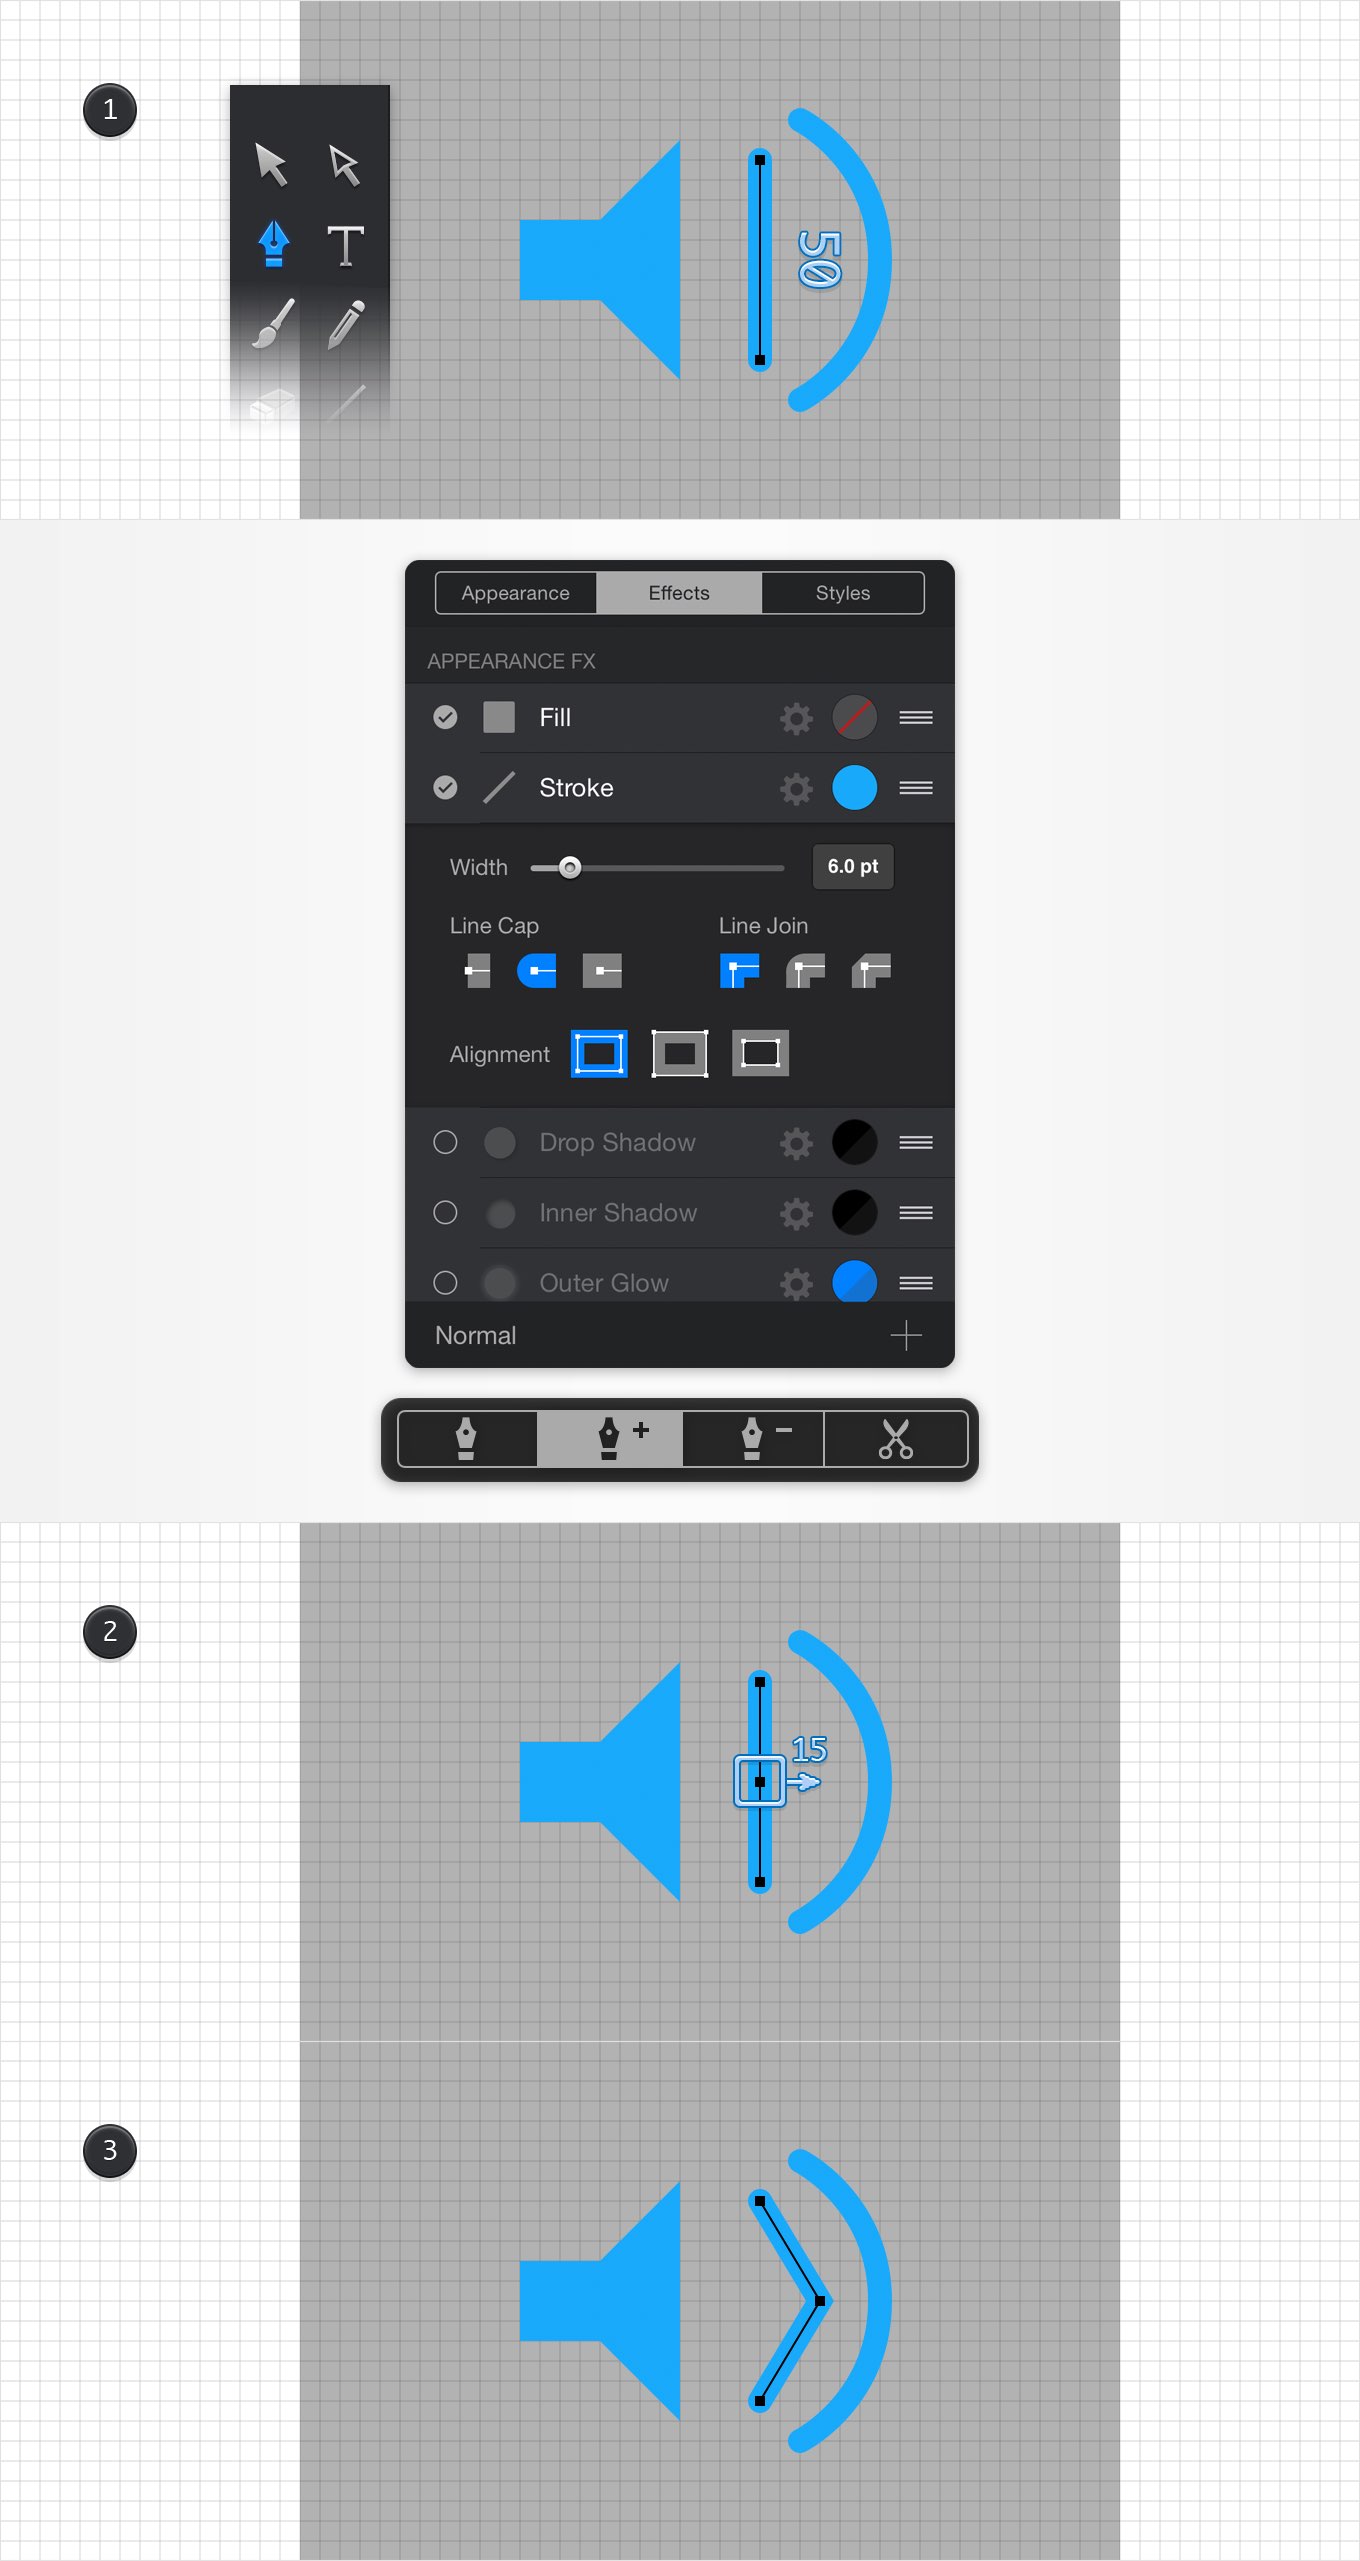 1
T
50
Appearance Effects Styles
APPEARANCE FX
Fill
Stroke
Width 6.0 pt
Line Cap Line Join
Alignment
Drop Shadow
Inner Shadow
Outer Glow
Normal
2
15
3